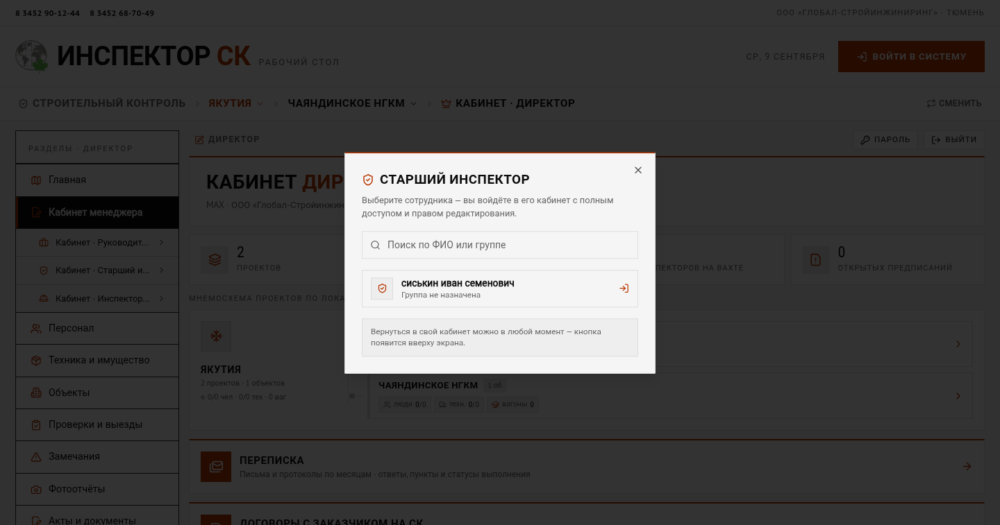 8 3452 90-12-44 8 3452 68-70-49
ООО «ГЛОБАЛ-СТРОЙИНЖИНИРИНГ» · ТЮМЕНЬ
ИНСПЕКТОР СК РАБОЧИЙ СТОЛ
СР, 9 СЕНТЯБРЯ
ВОЙТИ В СИСТЕМУ
СТРОИТЕЛЬНЫЙ КОНТРОЛЬ
ЯКУТИЯ
ЧАЯНДИНСКОЕ НГКМ
КАБИНЕТ · ДИРЕКТОР
СМЕНИТЬ
РАЗДЕЛЫ · ДИРЕКТОР
Главная
Кабинет менеджера
Кабинет · Руководит...
Кабинет · Старший и...
Кабинет · Инспектор...
Персонал
Техника и имущество
Объекты
Проверки и выезды
Замечания
Фотоотчёты
Акты и документы
ДИРЕКТОР
ПАРОЛЬ
ВЫЙТИ
КАБИНЕТ ДИР
MAX · ООО «Глобал-Стройинжин
2
ПРОЕКТОВ
ПЕКТОРОВ НА ВАХТЕ
0
ОТКРЫТЫХ ПРЕДПИСАНИЙ
МНЕМОСХЕМА ПРОЕКТОВ ПО ЛОКА
ЯКУТИЯ
2 проектов · 1 объектов
0/0 чел · 0/0 тех · 0 ваг
СТАРШИЙ ИНСПЕКТОР
Выберите сотрудника — вы войдёте в его кабинет с полным
доступом и правом редактирования.
Поиск по ФИО или группе
сиськин иван семенович
Группа не назначена
Вернуться в свой кабинет можно в любой момент — кнопка
появится вверху экрана.
ЧАЯНДИНСКОЕ НГКМ 1 об.
люди 0/0 техн. 0/0 вагоны 0
ПЕРЕПИСКА
Письма и протоколы по месяцам · ответы, пункты и статусы выполнения
ДОГОВОРЫ С ЗАКАЗЧИКОМ НА СК